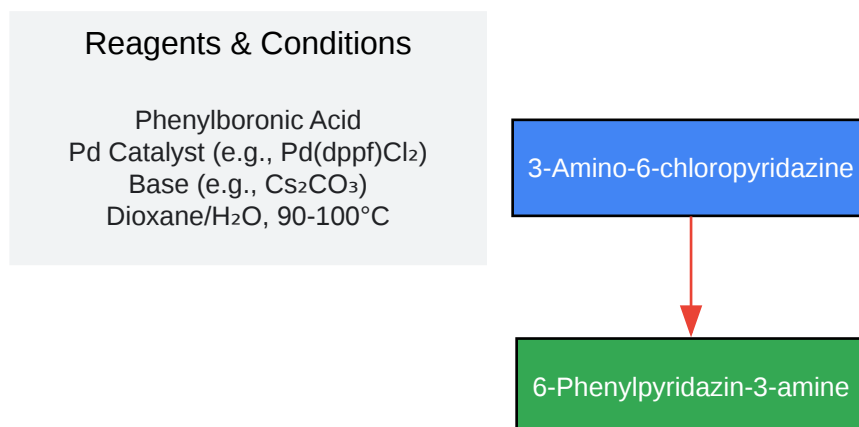 Reagents & Conditions
Phenylboronic Acid
Pd Catalyst (e.g., Pd(dppf)Cl₂)
Base (e.g., Cs₂CO₃)
Dioxane/H₂O, 90-100°C
3-Amino-6-chloropyridazine
6-Phenylpyridazin-3-amine